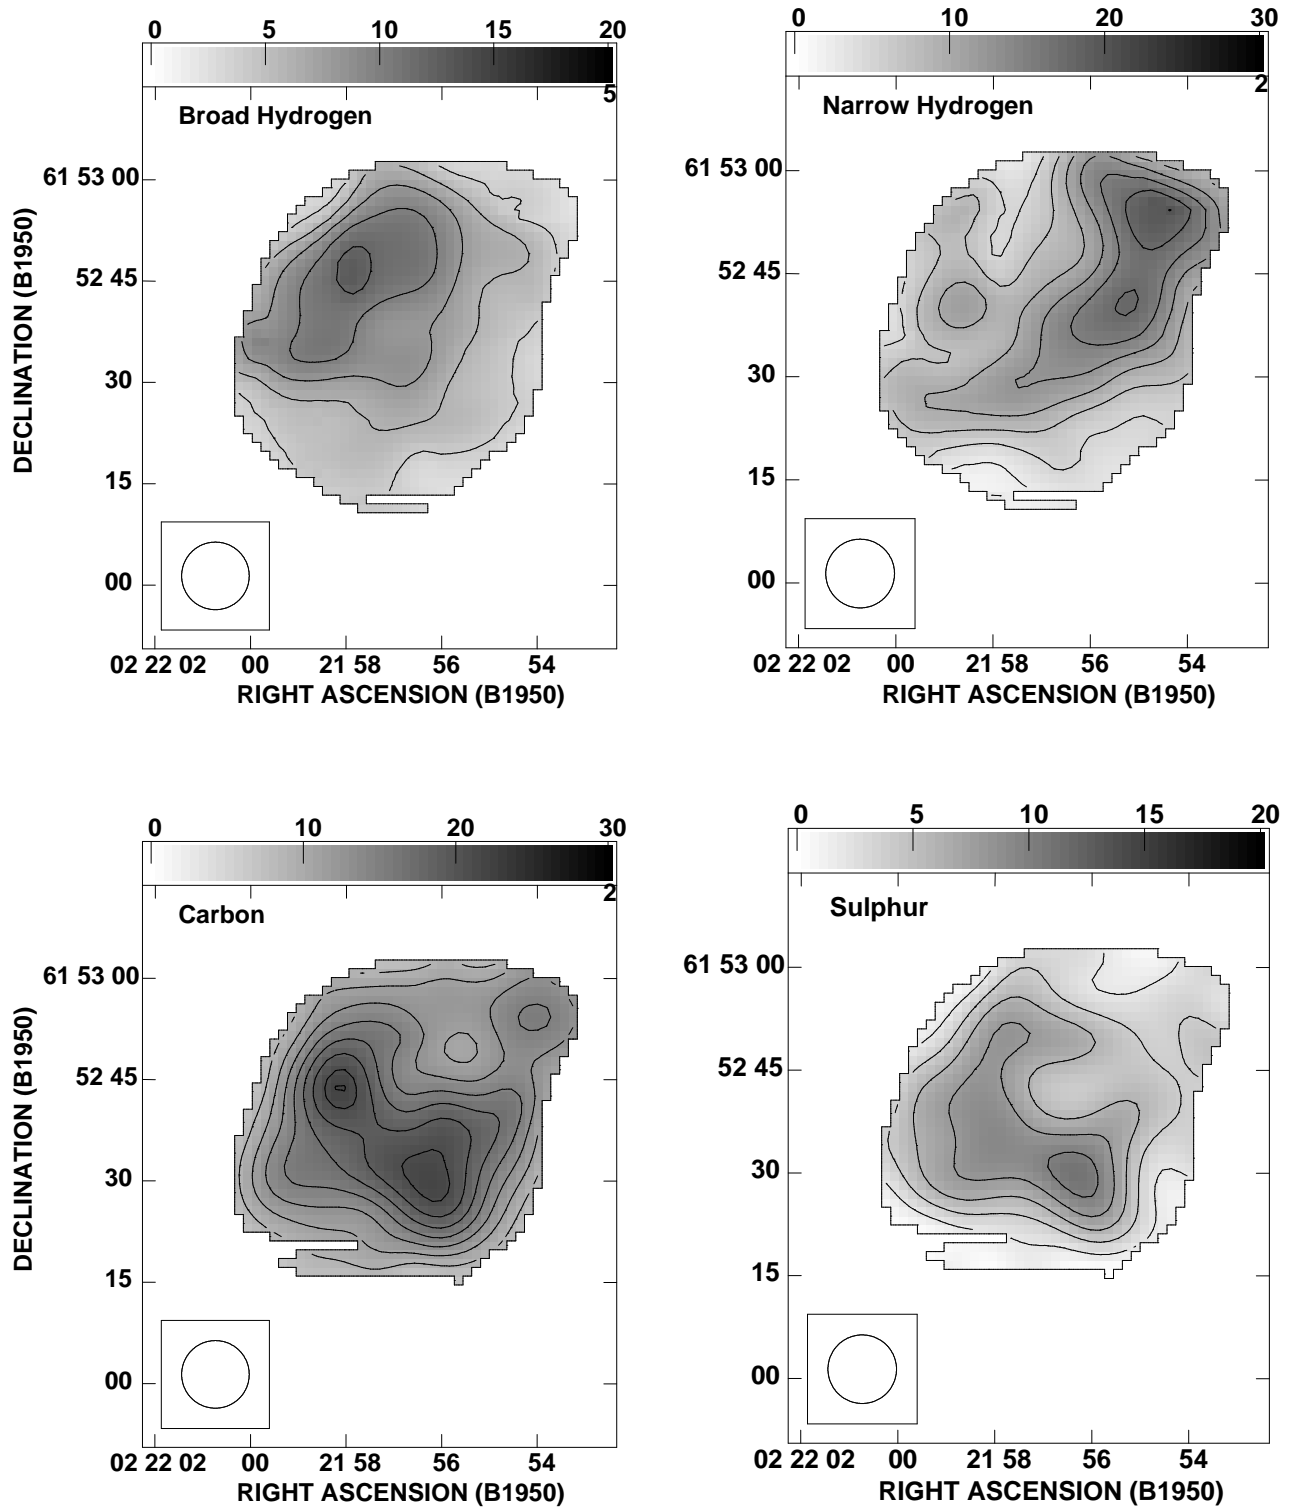 0 5 10 15 20
5
Broad Hydrogen
61 53 00
52 45
30
15
00
DECLINATION (B1950)
02 22 02 00 21 58 56 54
RIGHT ASCENSION (B1950)
0 10 20 30
2
Narrow Hydrogen
61 53 00
52 45
30
15
00
02 22 02 00 21 58 56 54
RIGHT ASCENSION (B1950)
0 10 20 30
2
Carbon
61 53 00
52 45
30
15
00
DECLINATION (B1950)
02 22 02 00 21 58 56 54
RIGHT ASCENSION (B1950)
0 5 10 15 20
Sulphur
61 53 00
52 45
30
15
00
02 22 02 00 21 58 56 54
RIGHT ASCENSION (B1950)